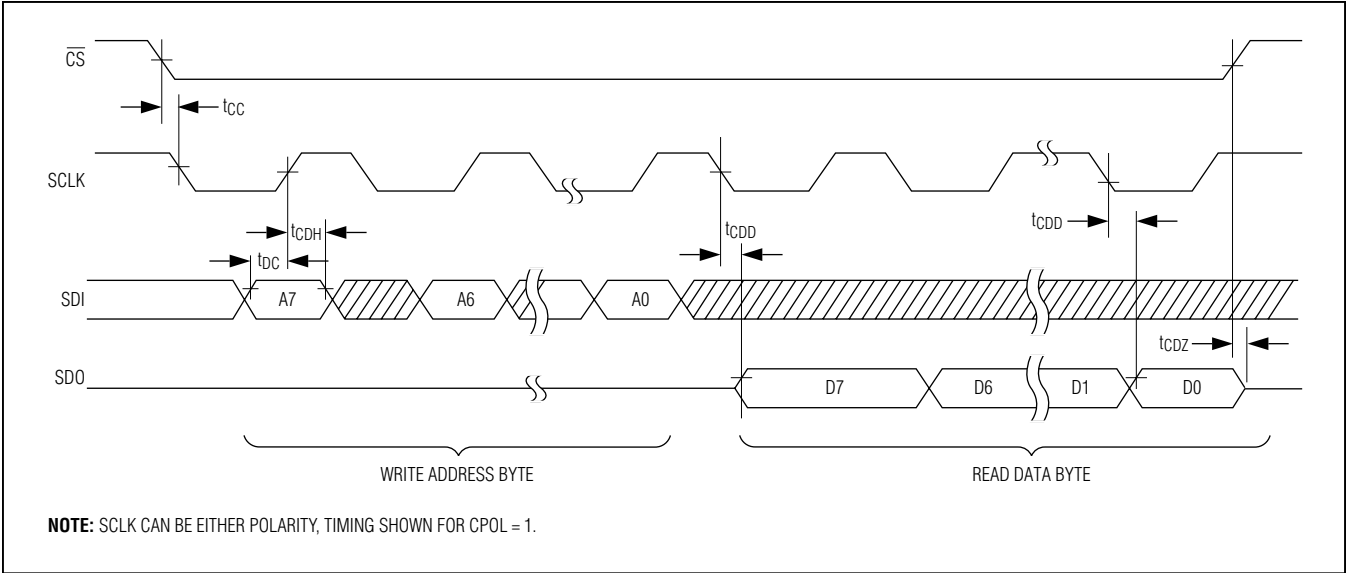 CS
tCC
SCLK
tCDH
tDC
tCDD
tCDD
SDI
A7
A6
A0
tCDZ
SDO
D7
D6
D1
D0
WRITE ADDRESS BYTE
READ DATA BYTE
NOTE: SCLK CAN BE EITHER POLARITY, TIMING SHOWN FOR CPOL = 1.